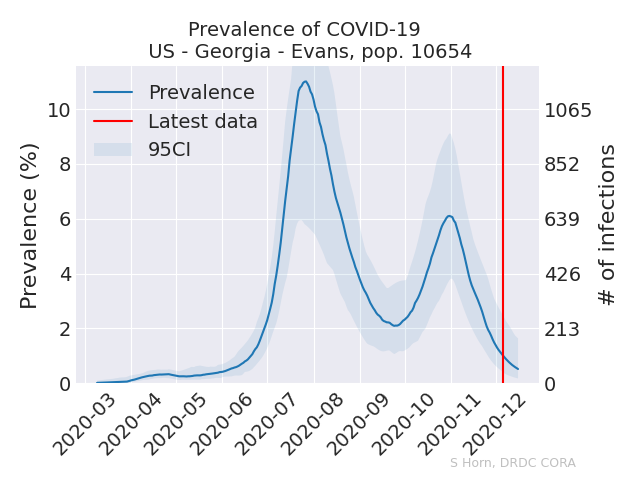 Prevalence of COVID-19
US - Georgia - Evans, pop. 10654
Prevalence
Latest data
95CI
Prevalence (%)
10
8
6
4
2
0
1065
852
639
426
213
0
# of infections
2020-03
2020-04
2020-05
2020-06
2020-07
2020-08
2020-09
2020-10
2020-11
2020-12
S Horn, DRDC CORA